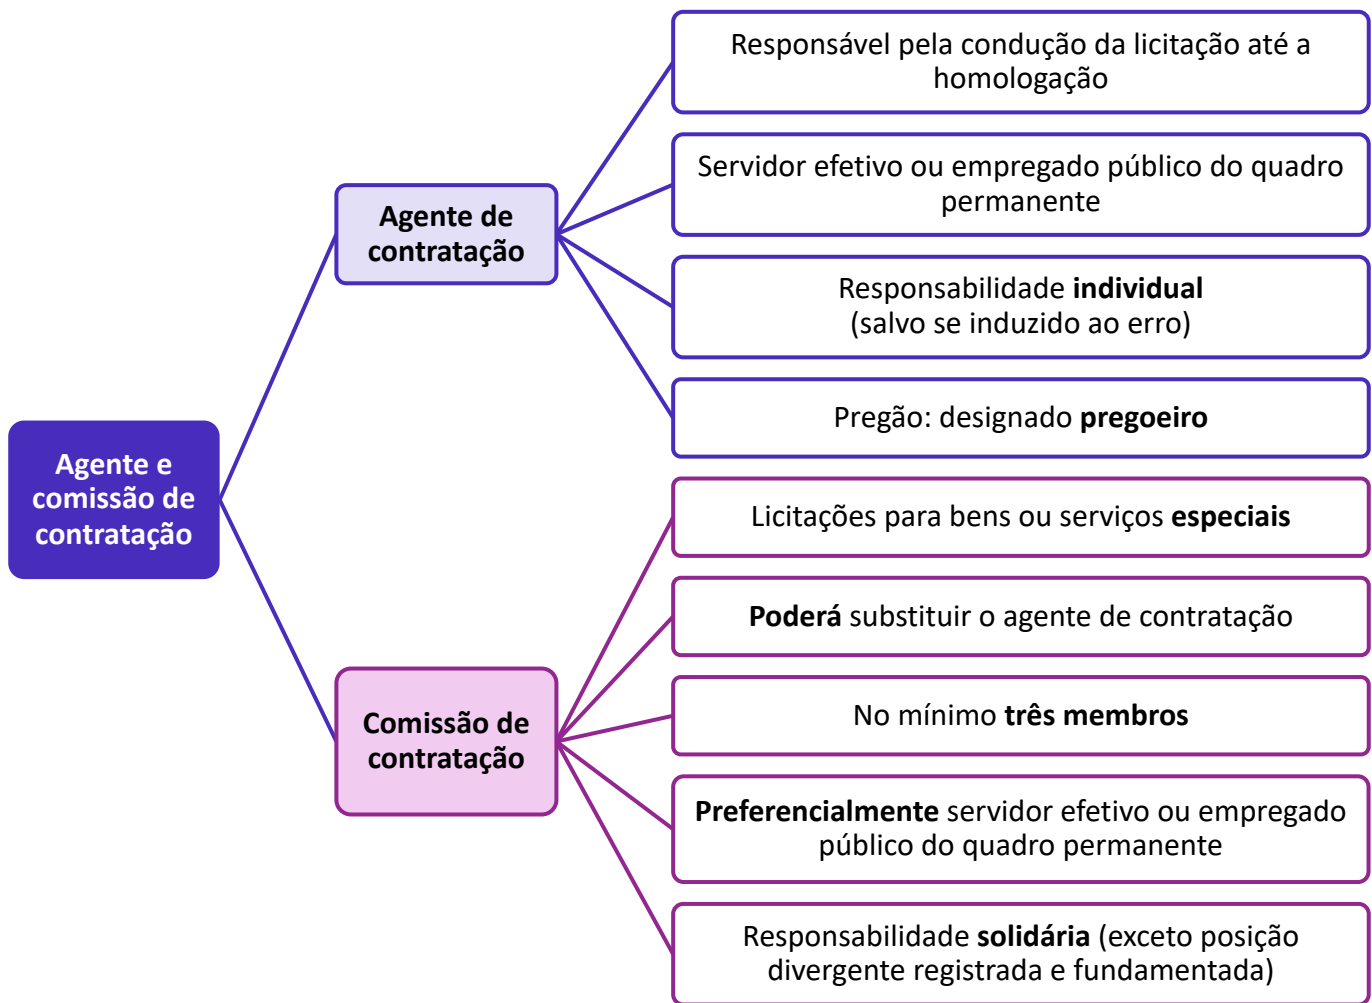 Agente e
comissão de
contratação
Agente de
contratação
Responsável pela condução da licitação até a
homologação
Servidor efetivo ou empregado público do quadro
permanente
Responsabilidade individual
(salvo se induzido ao erro)
Pregão: designado pregoeiro
Comissão de
contratação
Licitações para bens ou serviços especiais
Poderá substituir o agente de contratação
No mínimo três membros
Preferencialmente servidor efetivo ou empregado
público do quadro permanente
Responsabilidade solidária (exceto posição
divergente registrada e fundamentada)